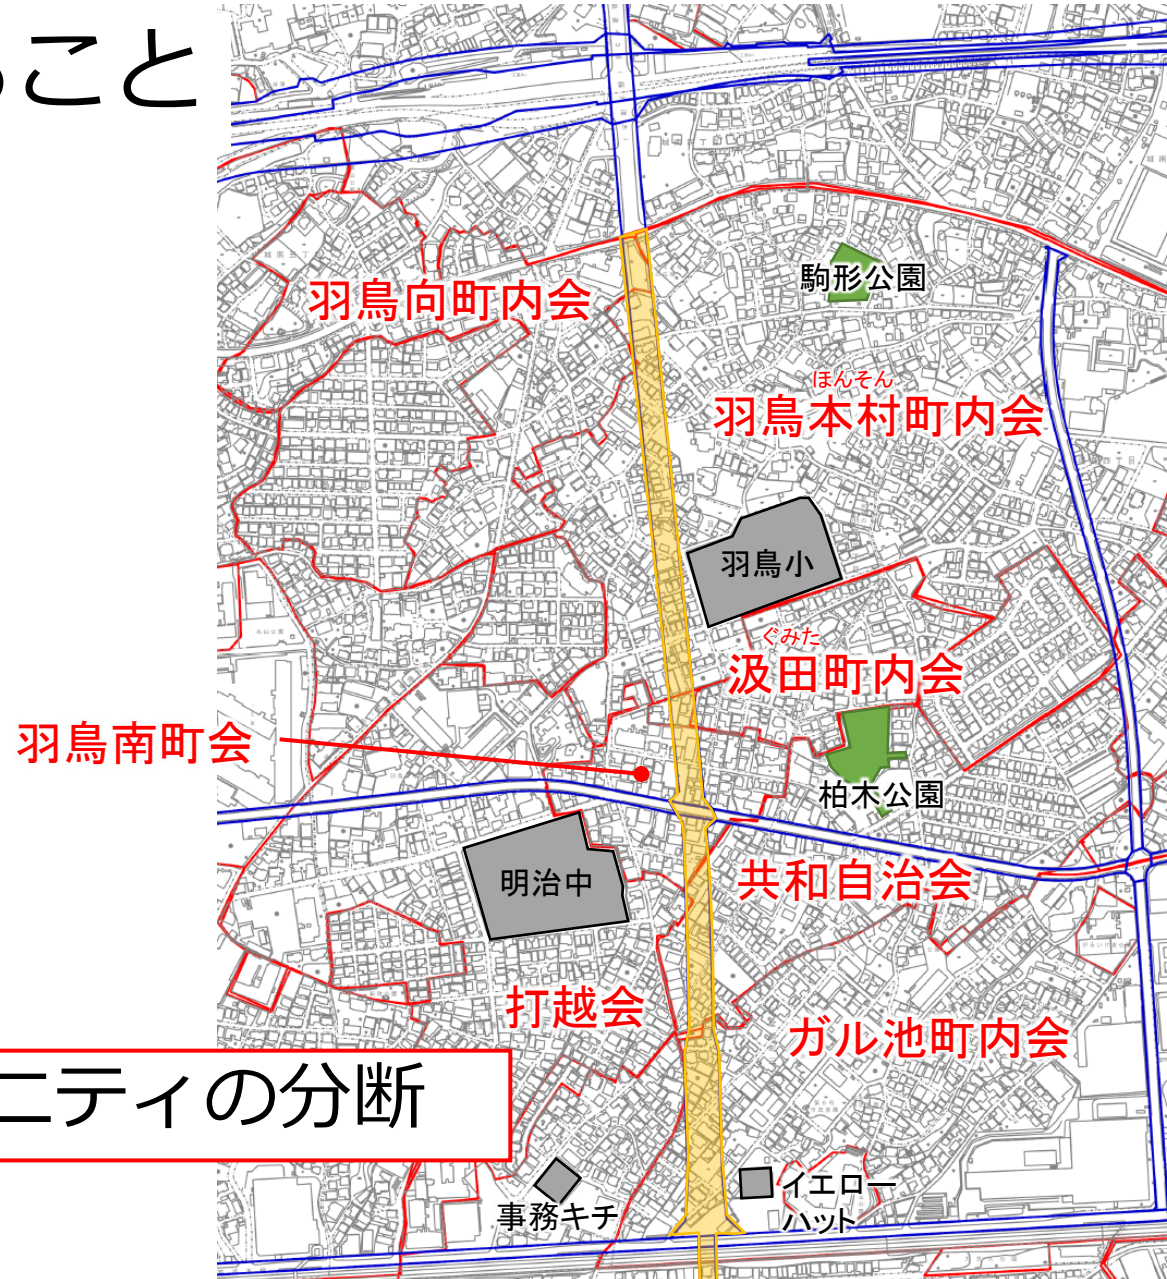 ること
羽鳥向町内会
駒形公園
ほんそん
羽鳥本村町内会
羽鳥小
ぐみた
汲田町内会
羽鳥南町会
柏木公園
明治中
共和自治会
打越会
ガル池町内会
ニティの分断
イエロー
ハット
事務キチ